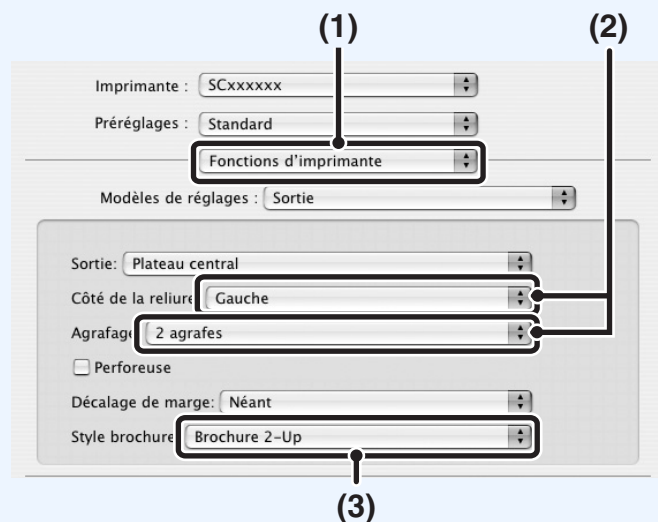 (1) (2)
Imprimante : SCxxxxxx
Préréglages : Standard
Fonctions d'imprimante
Modèles de réglages : Sortie
Sortie: Plateau central
Côté de la reliure Gauche
Agrafage 2 agrafes
Perforeuse
Décalage de marge: Néant
Style brochure Brochure 2-Up
(3)